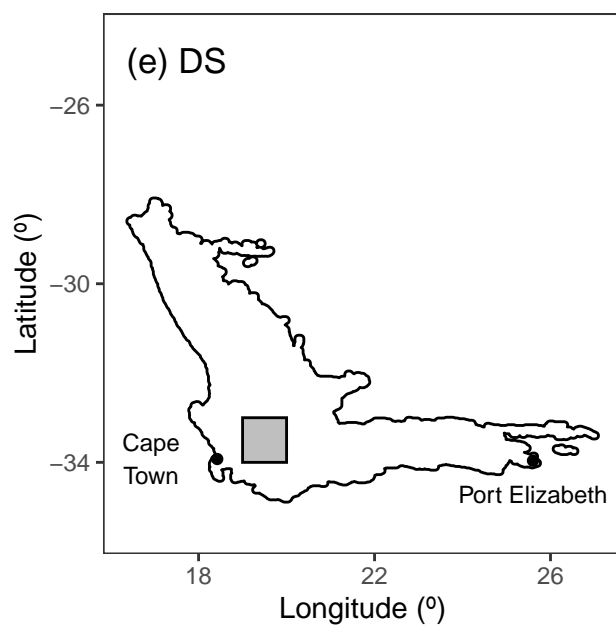 (e) DS
−26
−30
−34
Latitude (º)
Cape
Town
Port Elizabeth
18
22
26
Longitude (º)